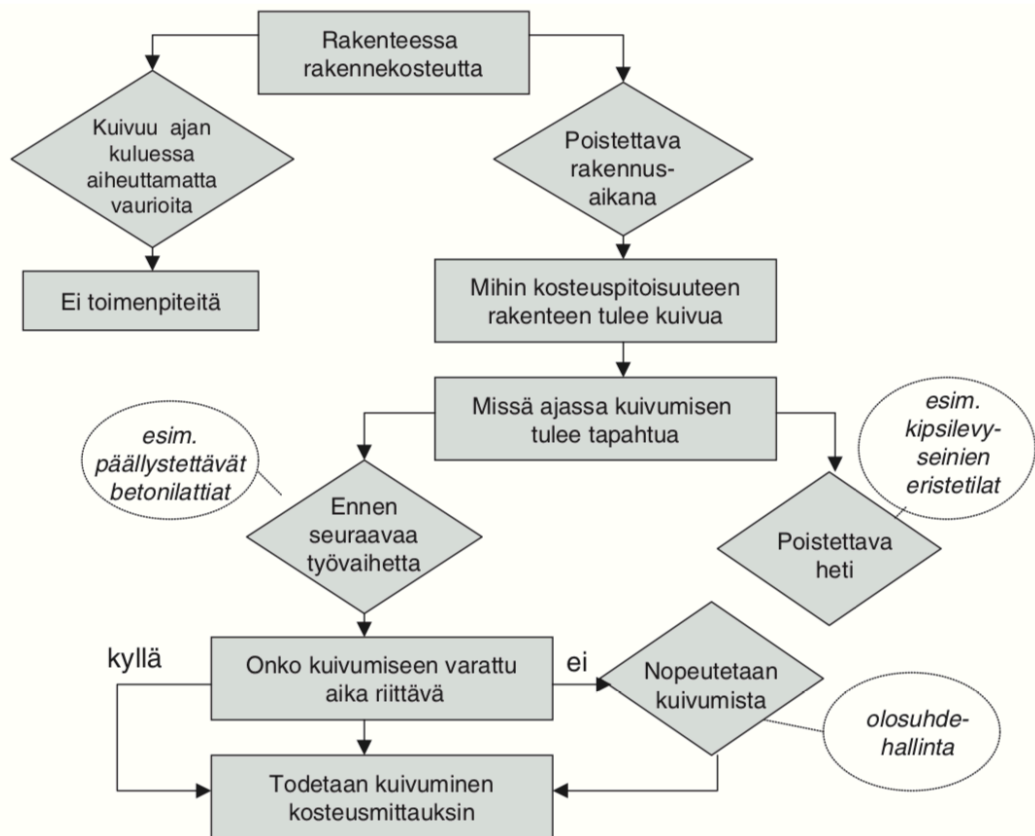 Rakenteessa
rakennekosteutta
Kuivuu ajan
kuluessa
aiheuttamatta
vaurioita
Poistettava
rakennus-
aikana
Ei toimenpiteitä
Mihin kosteuspitoisuuteen
rakenteen tulee kuivua
Missä ajassa kuivumisen
tulee tapahtua
esim.
päällystettävät
betonilattiat
esim.
kipsilevy-
seinien
eristetilat
Ennen
seuraavaa
työvaihetta
Poistettava
heti
kyllä
Onko kuivumiseen varattu
aika riittävä
ei
Nopeutetaan
kuivumista
olosuhde-
hallinta
Todetaan kuivuminen
kosteusmittauksin